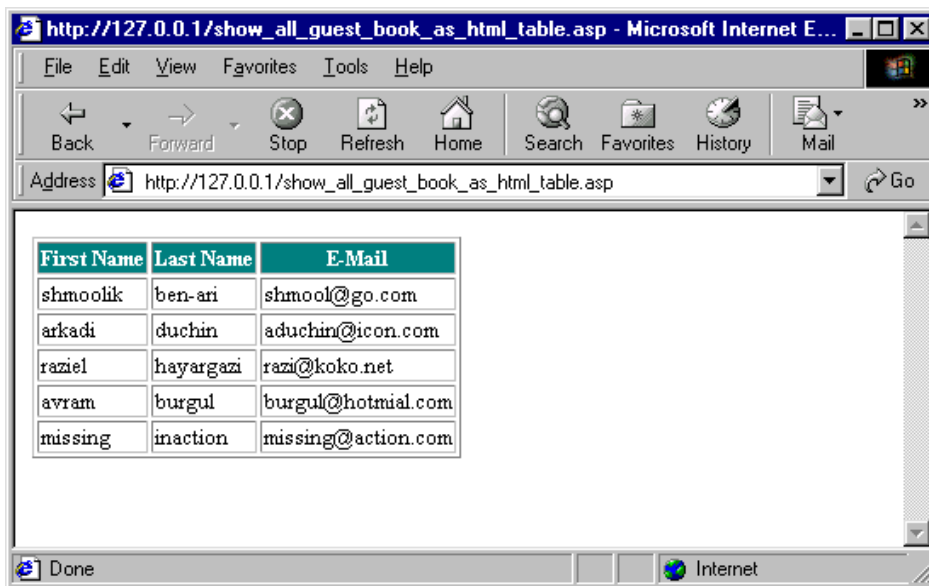 http://127.0.0.1/show_all_guest_book_as_html_table.asp - Microsoft Internet E...
File Edit View Favorites Tools Help
Back Forward Stop Refresh Home Search Favorites History Mail »
Address http://127.0.0.1/show_all_guest_book_as_html_table.asp Go
First Name Last Name E-Mail
shmoolik ben-ari shmool@go.com
arkadi duchin aduchin@icon.com
raziel hayargazi razi@koko.net
avram burgul burgul@hotmial.com
missing inaction missing@action.com
Done Internet